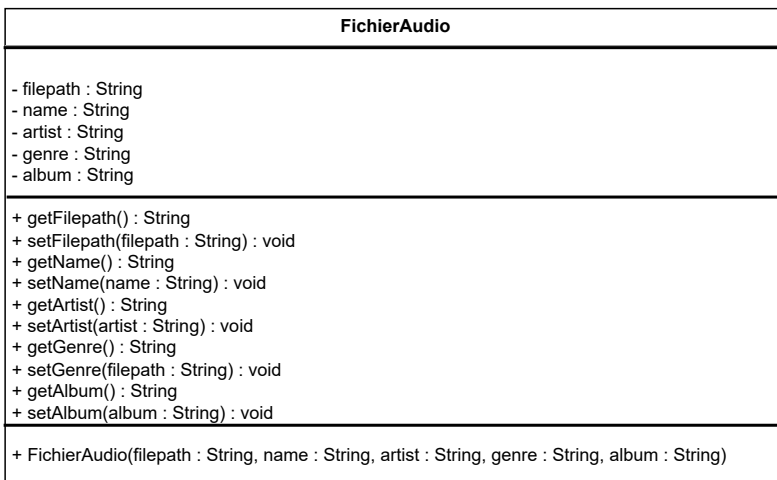 FichierAudio
- filepath : String
- name : String
- artist : String
- genre : String
- album : String
+ getFilepath() : String
+ setFilepath(filepath : String) : void
+ getName() : String
+ setName(name : String) : void
+ getArtist() : String
+ setArtist(artist : String) : void
+ getGenre() : String
+ setGenre(filepath : String) : void
+ getAlbum() : String
+ setAlbum(album : String) : void
+ FichierAudio(filepath : String, name : String, artist : String, genre : String, album : String)